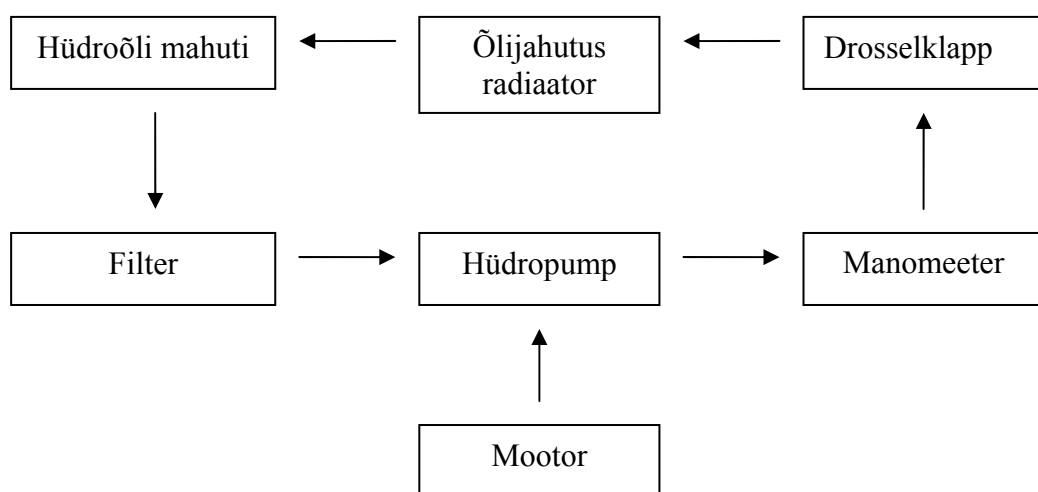 Hüdroõli mahuti
Õlijahutus
radiaator
Drosselklapp
Filter
Hüdropump
Manomeeter
Mootor